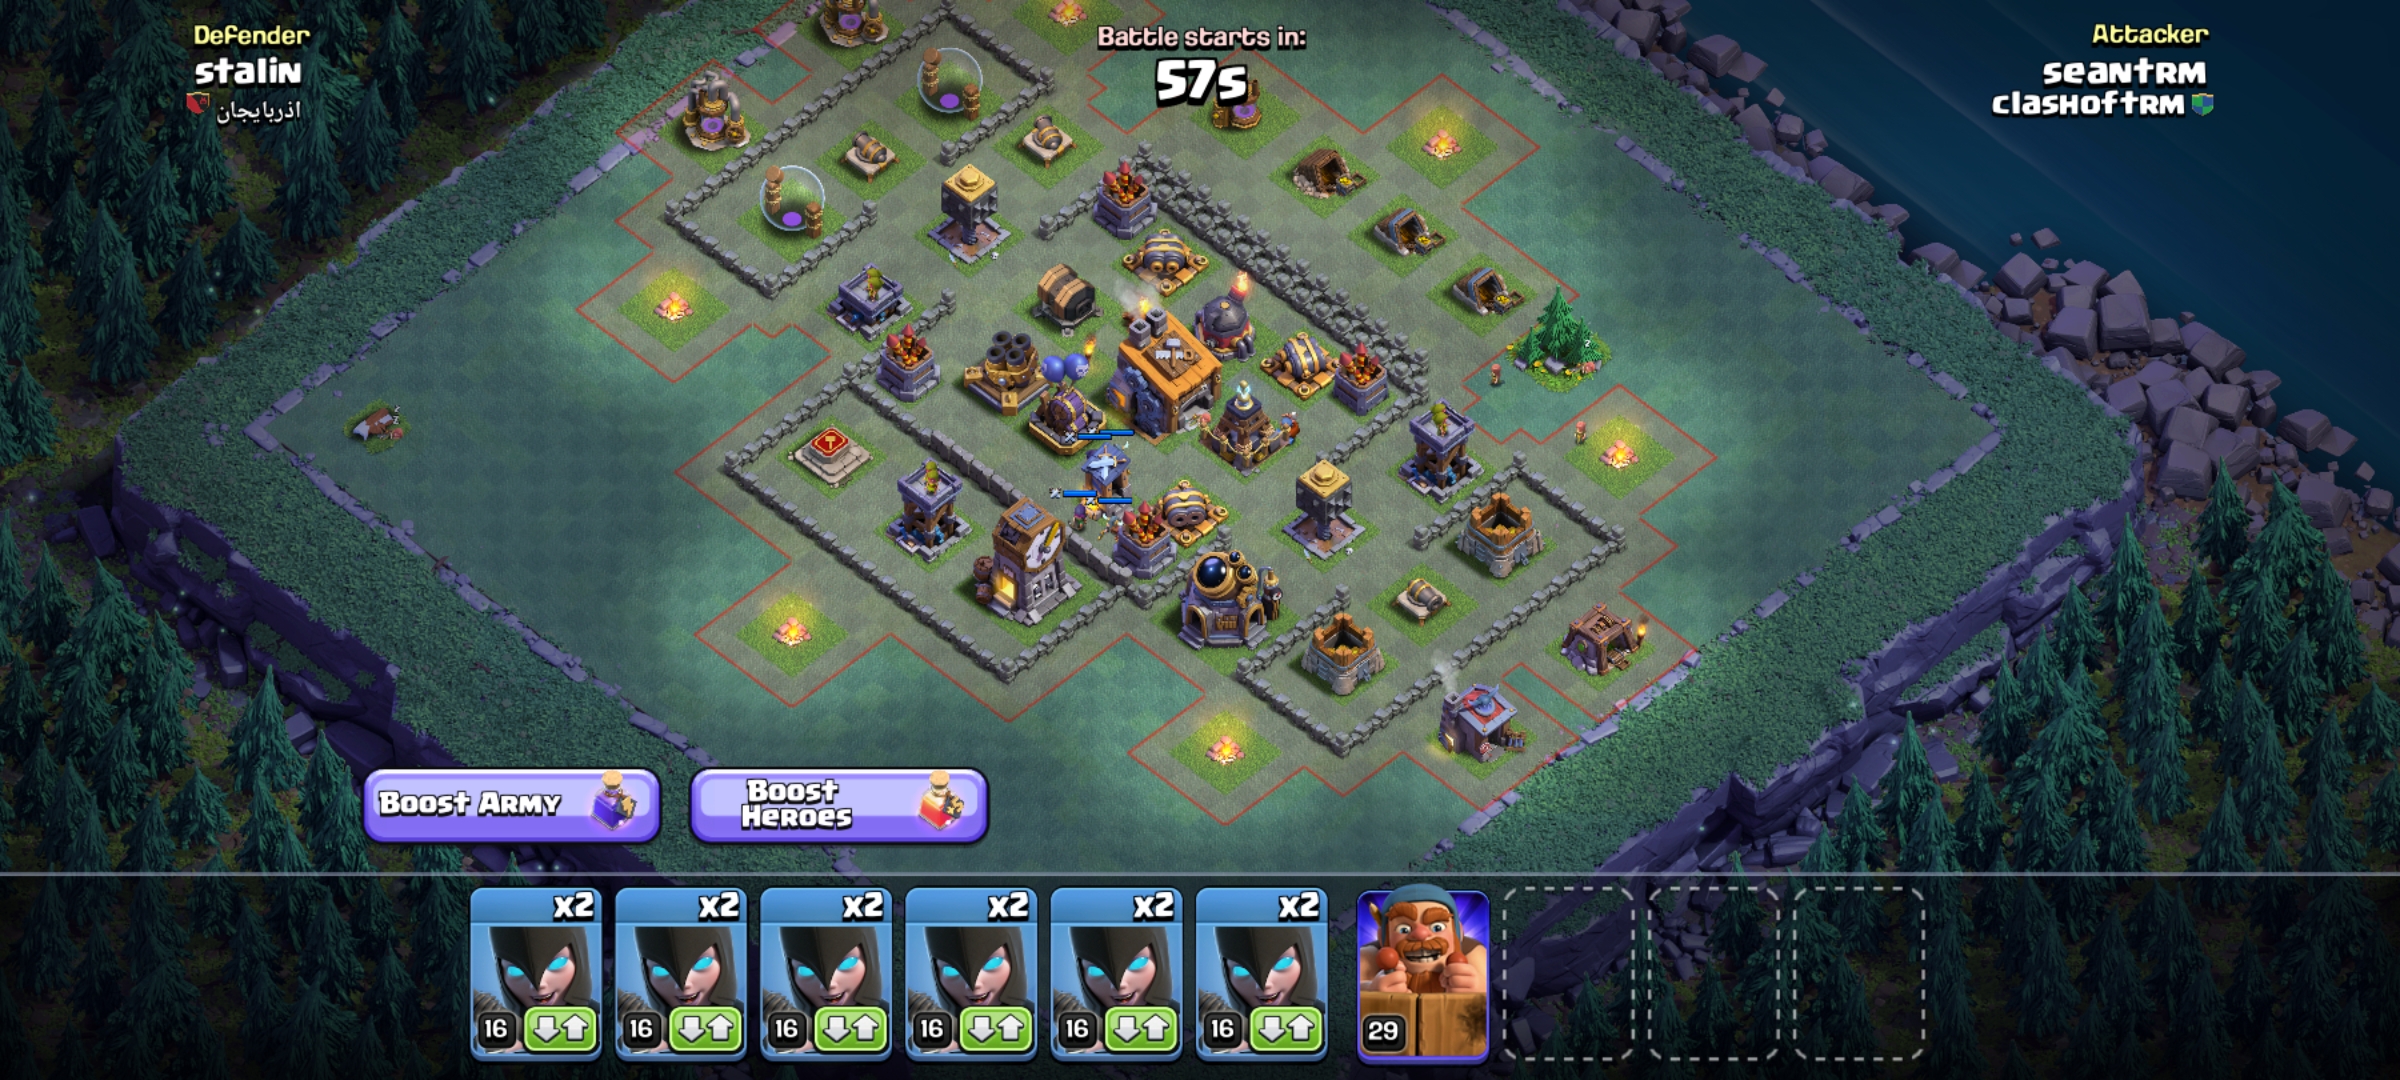 Defender
stalin
اذربايجان
Battle starts in:
57s
Attacker
seantRM
clashoftRM
Boost Army
Boost
Heroes
x2 x2 x2 x2 x2 x2
16 16 16 16 16 16 29